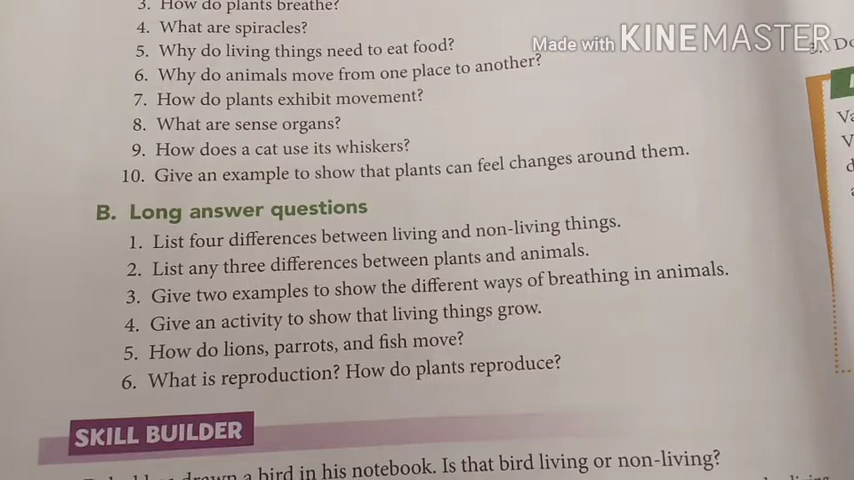 3. How do plants breathe?
4. What are spiracles?
5. Why do living things need to eat food?
Made with KINEMASTER
6. Why do animals move from one place to another?
7. How do plants exhibit movement?
8. What are sense organs?
9. How does a cat use its whiskers?
10. Give an example to show that plants can feel changes around them.
B. Long answer questions
1. List four differences between living and non-living things.
2. List any three differences between plants and animals.
3. Give two examples to show the different ways of breathing in animals.
4. Give an activity to show that living things grow.
5. How do lions, parrots, and fish move?
6. What is reproduction? How do plants reproduce?
SKILL BUILDER
a bird in his notebook. Is that bird living or non-living?